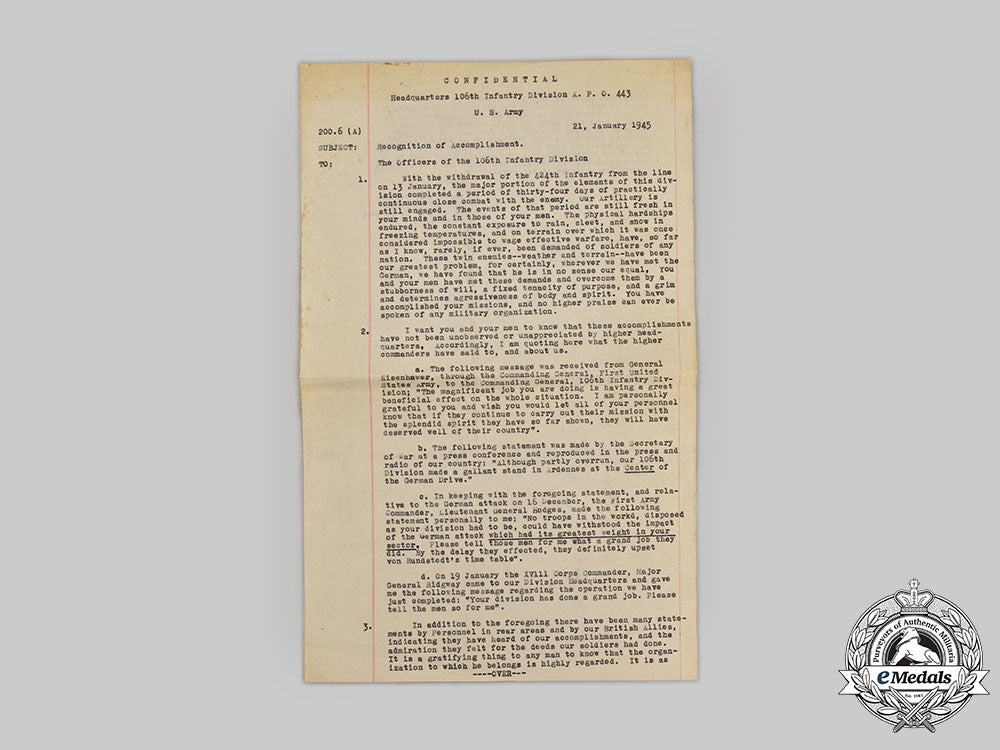 C O N F I D E N T I A L
Headquarters 106th Infantry Division A. P. O. 443
U. S. Army
200.6 (A) 21, January 1945
SUBJECT: Recognition of Accomplishment.
TO: The Officers of the 106th Infantry Division
1. With the withdrawal of the 424th Infantry from the line
on 13 January, the major portion of the elements of this div-
ision completed a period of thirty-four days of practically
continuous close combat with the enemy. Our Artillery is
still engaged. The events of that period are still fresh in
your minds and in those of your men. The physical hardships
endured, the constant exposure to rain, sleet, and snow in
freezing temperatures, and on terrain over which it was once
considered impossible to wage effective warfare, have, so far
as I know, rarely, if ever, been demanded of soldiers of any
nation. These twin enemies--weather and terrain--have been
our greatest problem, for certainly, wherever we have met the
German, we have found that he is in no sense our equal. You
and your men have met those demands and overcome them by a
stubborness of will, a fixed tenacity of purpose, and a grim
and determines agressiveness of body and spirit. You have
accomplished your missions, and no higher praise can ever be
spoken of any military organization.
2. I want you and your men to know that these accomplishments
have not been unobserved or unappreciated by higher head-
quarters. Accordingly, I am quoting here what the higher
commanders have said to, and about us.
a. The following message was received from General
Eisenhower, through the Commanding General, First United
States Army, to the Commanding General, 106th Infantry Div-
ision; "The magnificent job you are doing is having a great
beneficial effect on the whole situation. I am personally
grateful to you and wish you would let all of your personnel
know that if they continue to carry out their mission with
the splendid spirit they have so far shown, they will have
deserved well of their country".
b. The following statement was made by the Secretary
of War at a press conference and reproduced in the press and
radio of our country: "Although partly overrun, our 106th
Division made a gallant stand in Ardennes at the Center of
the German Drive."
c. In keeping with the foregoing statement, and rela-
tive to the German attack on 16 December, the First Army
Commander, Lieutenant General Hodges, made the following
statement personally to me: "No troops in the workd, disposed
as your division had to be, could have withstood the impact
of the German attack which had its greatest weight in your
sector. Please tell those men for me what a grand job they
did. By the delay they effected, they definitely upset
von Rundstedt's time table".
d. On 19 January the XVIII Corps Commander, Major
General Ridgway came to our Division Headquarters and gave
me the following message regarding the operation we have
just completed: "Your division has done a grand job. Please
tell the men so for me".
3. In addition to the foregoing there have been many state-
ments by Personnel in rear areas and by our British Allies,
indicating they have heard of our accomplishments, and the
admiration they felt for the deeds our soldiers had done.
It is a gratifying thing to any man to know that the organ-
ization to which he belongs is highly regarded. It is as
----OVER---
Purveyors of Authentic Militaria
eMedals